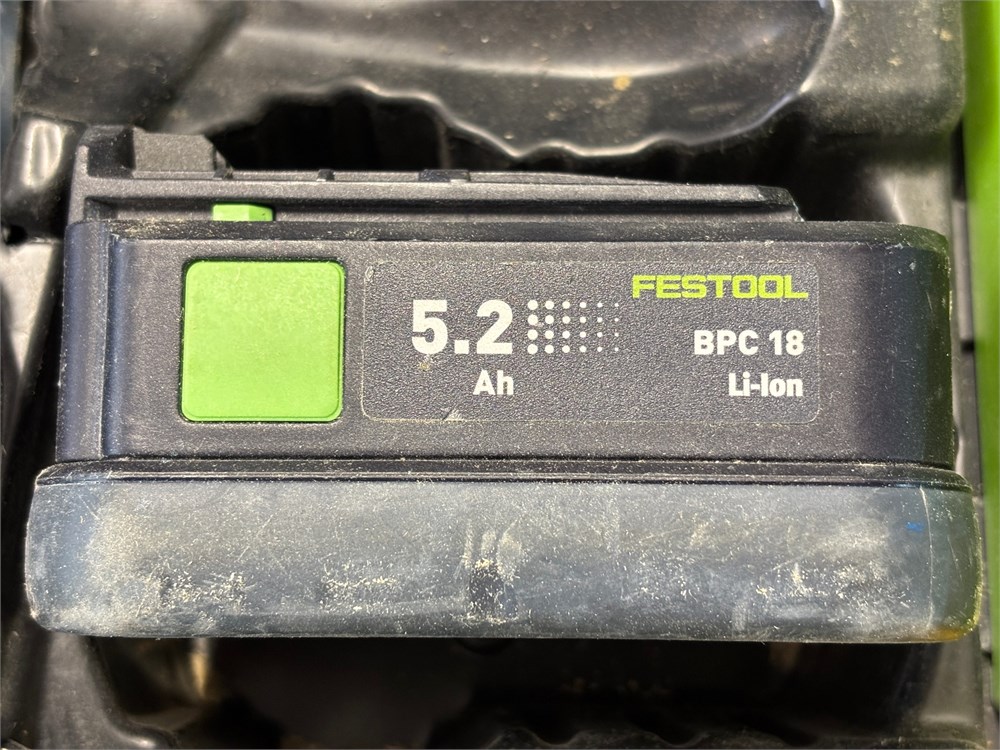 FESTOOL
5.2
Ah
BPC 18
Li-Ion